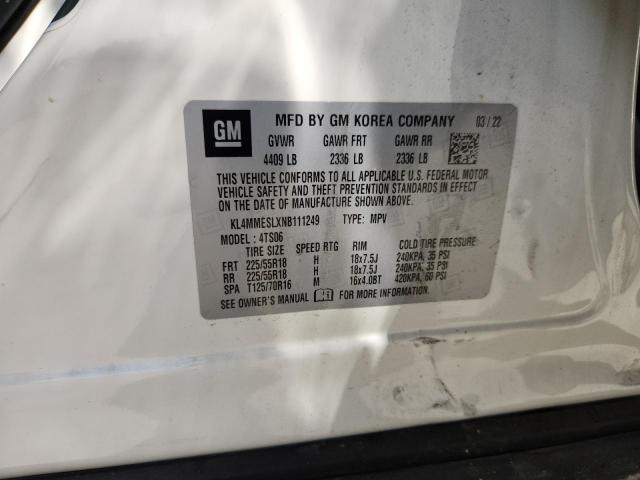 GM
MFD BY GM KOREA COMPANY 03/22
GVWR GAWR FRT GAWR RR
4409 LB 2336 LB 2336 LB
THIS VEHICLE CONFORMS TO ALL APPLICABLE U.S. FEDERAL MOTOR
VEHICLE SAFETY AND THEFT PREVENTION STANDARDS IN EFFECT
ON THE DATE OF MANUFACTURE SHOWN ABOVE.
KL4MMESLXNB111249 TYPE: MPV
MODEL: 4TS06
TIRE SIZE SPEED RTG RIM COLD TIRE PRESSURE
FRT 225/55R18 H 18x7.5J 240KPA, 35 PSI
RR 225/55R18 H 18x7.5J 240KPA, 35 PSI
SPA T125/70R16 M 16x4.0BT 420KPA, 60 PSI
SEE OWNER'S MANUAL FOR MORE INFORMATION.